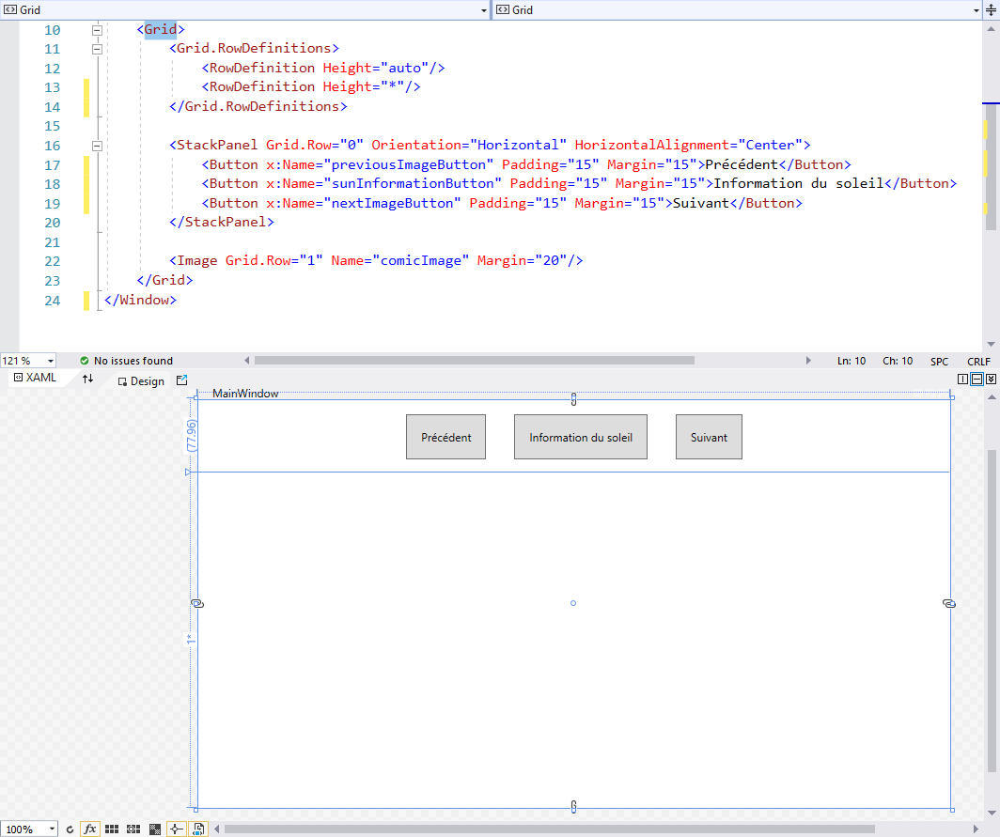 Grid Grid
10 <Grid>
11 <Grid.RowDefinitions>
12 <RowDefinition Height="auto"/>
13 <RowDefinition Height="*"/>
14 </Grid.RowDefinitions>
15
16 <StackPanel Grid.Row="0" Orientation="Horizontal" HorizontalAlignment="Center">
17 <Button x:Name="previousImageButton" Padding="15" Margin="15">Précédent</Button>
18 <Button x:Name="sunInformationButton" Padding="15" Margin="15">Information du soleil</Button>
19 <Button x:Name="nextImageButton" Padding="15" Margin="15">Suivant</Button>
20 </StackPanel>
21
22 <Image Grid.Row="1" Name="comicImage" Margin="20"/>
23 </Grid>
24 </Window>
121 % No issues found Ln: 10 Ch: 10 SPC CRLF
XAML Design
MainWindow
(77.96) Précédent Information du soleil Suivant
1*
100% fx